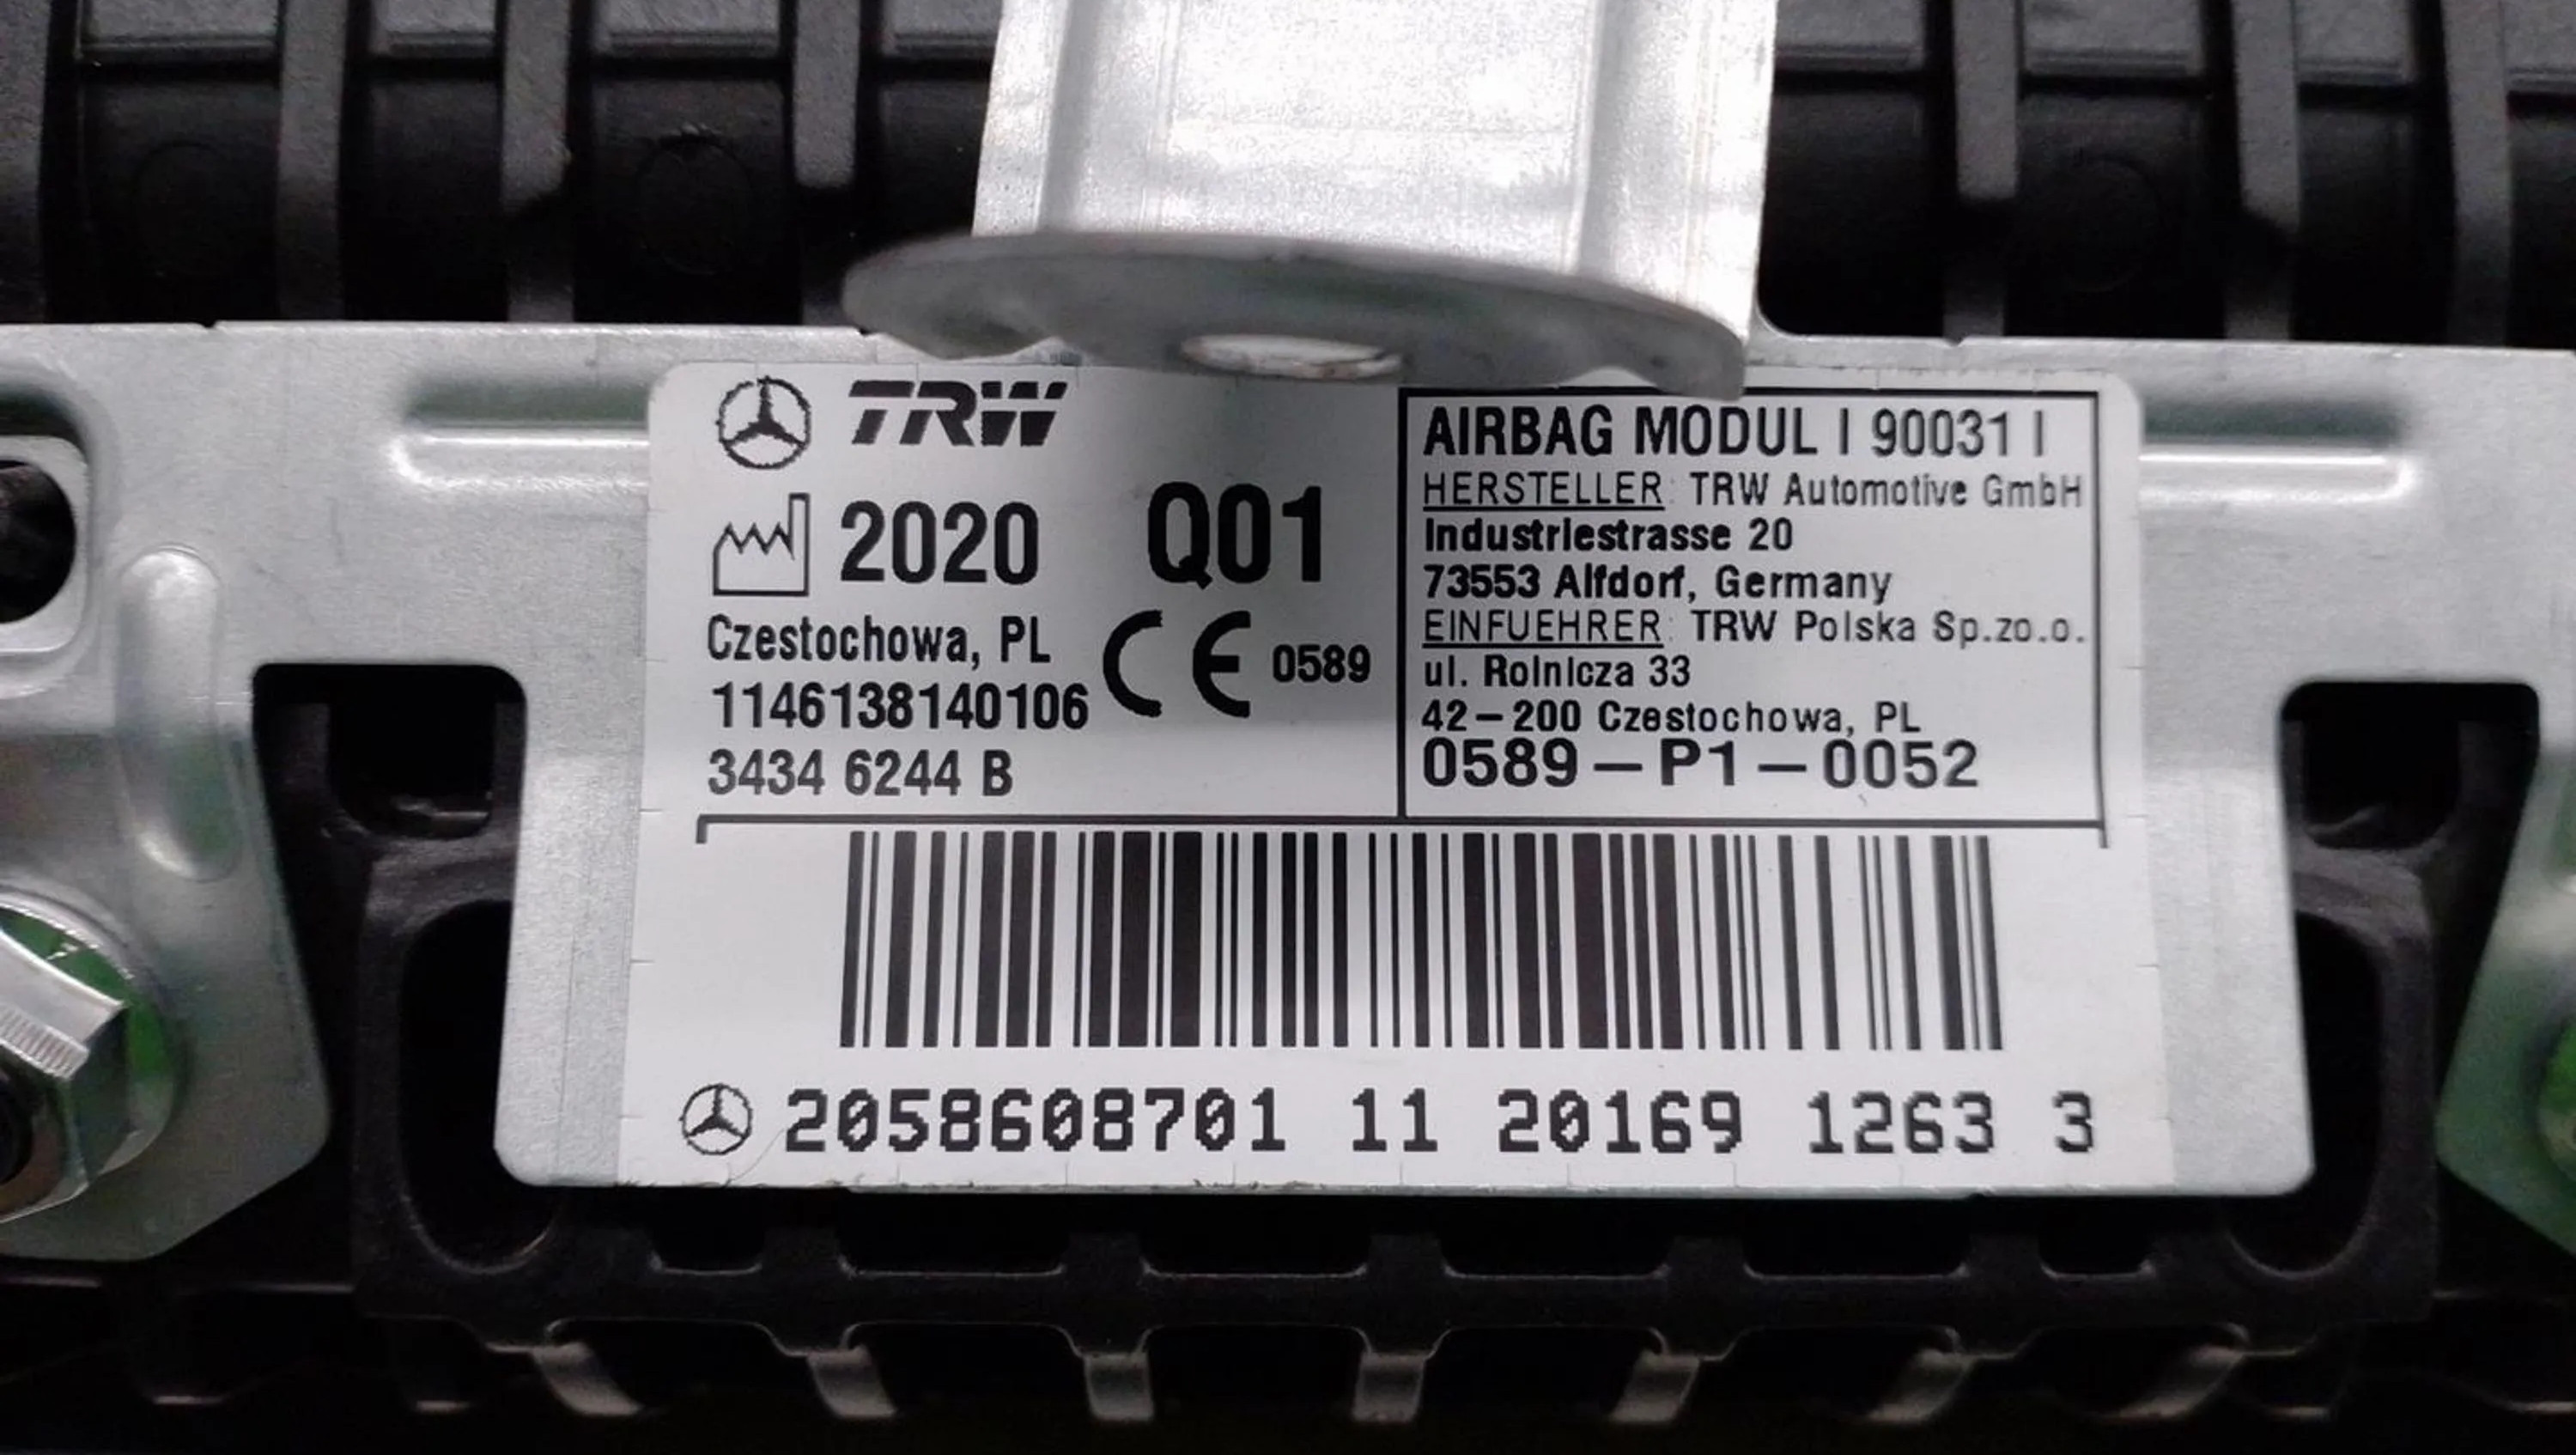 TRW
2020 Q01
Czestochowa, PL
CE 0589
1146138140106
3434 6244 B
AIRBAG MODUL I 90031 I
HERSTELLER: TRW Automotive GmbH
Industriestrasse 20
73553 Alfdorf, Germany
EINFUEHRER: TRW Polska Sp.zo.o.
ul. Rolnicza 33
42-200 Czestochowa, PL
0589-P1-0052
2058608701 11 20169 1263 3